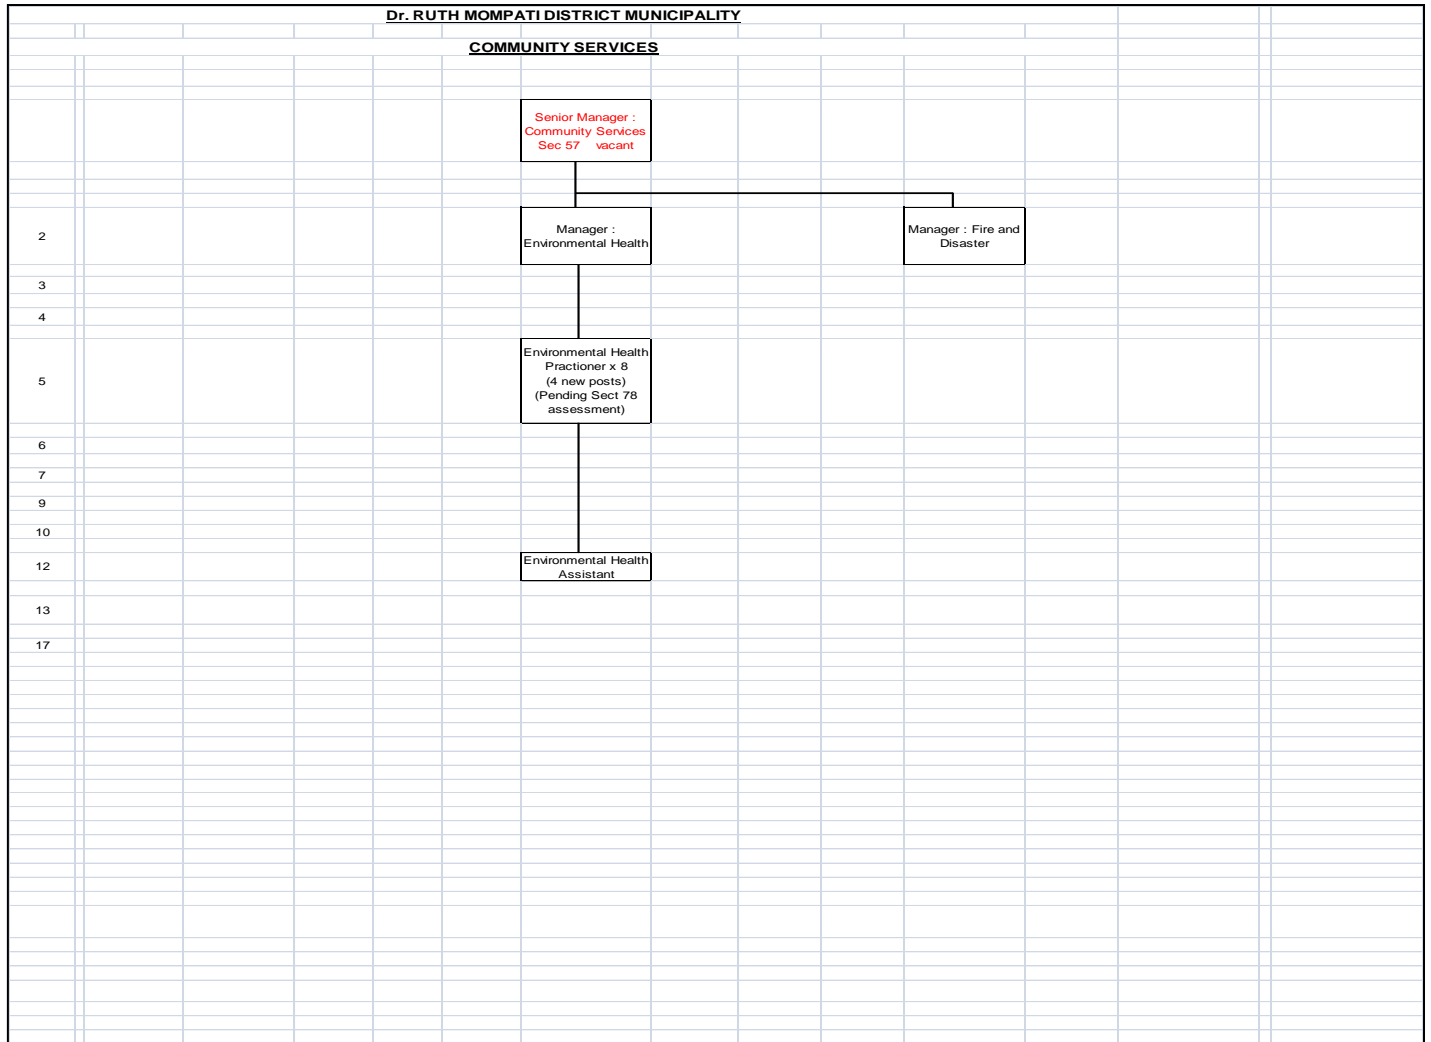 Dr. RUTH MOMPATI DISTRICT MUNICIPALITY
COMMUNITY SERVICES
Senior Manager :
Community Services
Sec 57 vacant
2
Manager :
Environmental Health
Manager : Fire and
Disaster
3
4
5
Environmental Health
Practioner x 8
(4 new posts)
(Pending Sect 78
assessment)
6
7
9
10
12
Environmental Health
Assistant
13
17